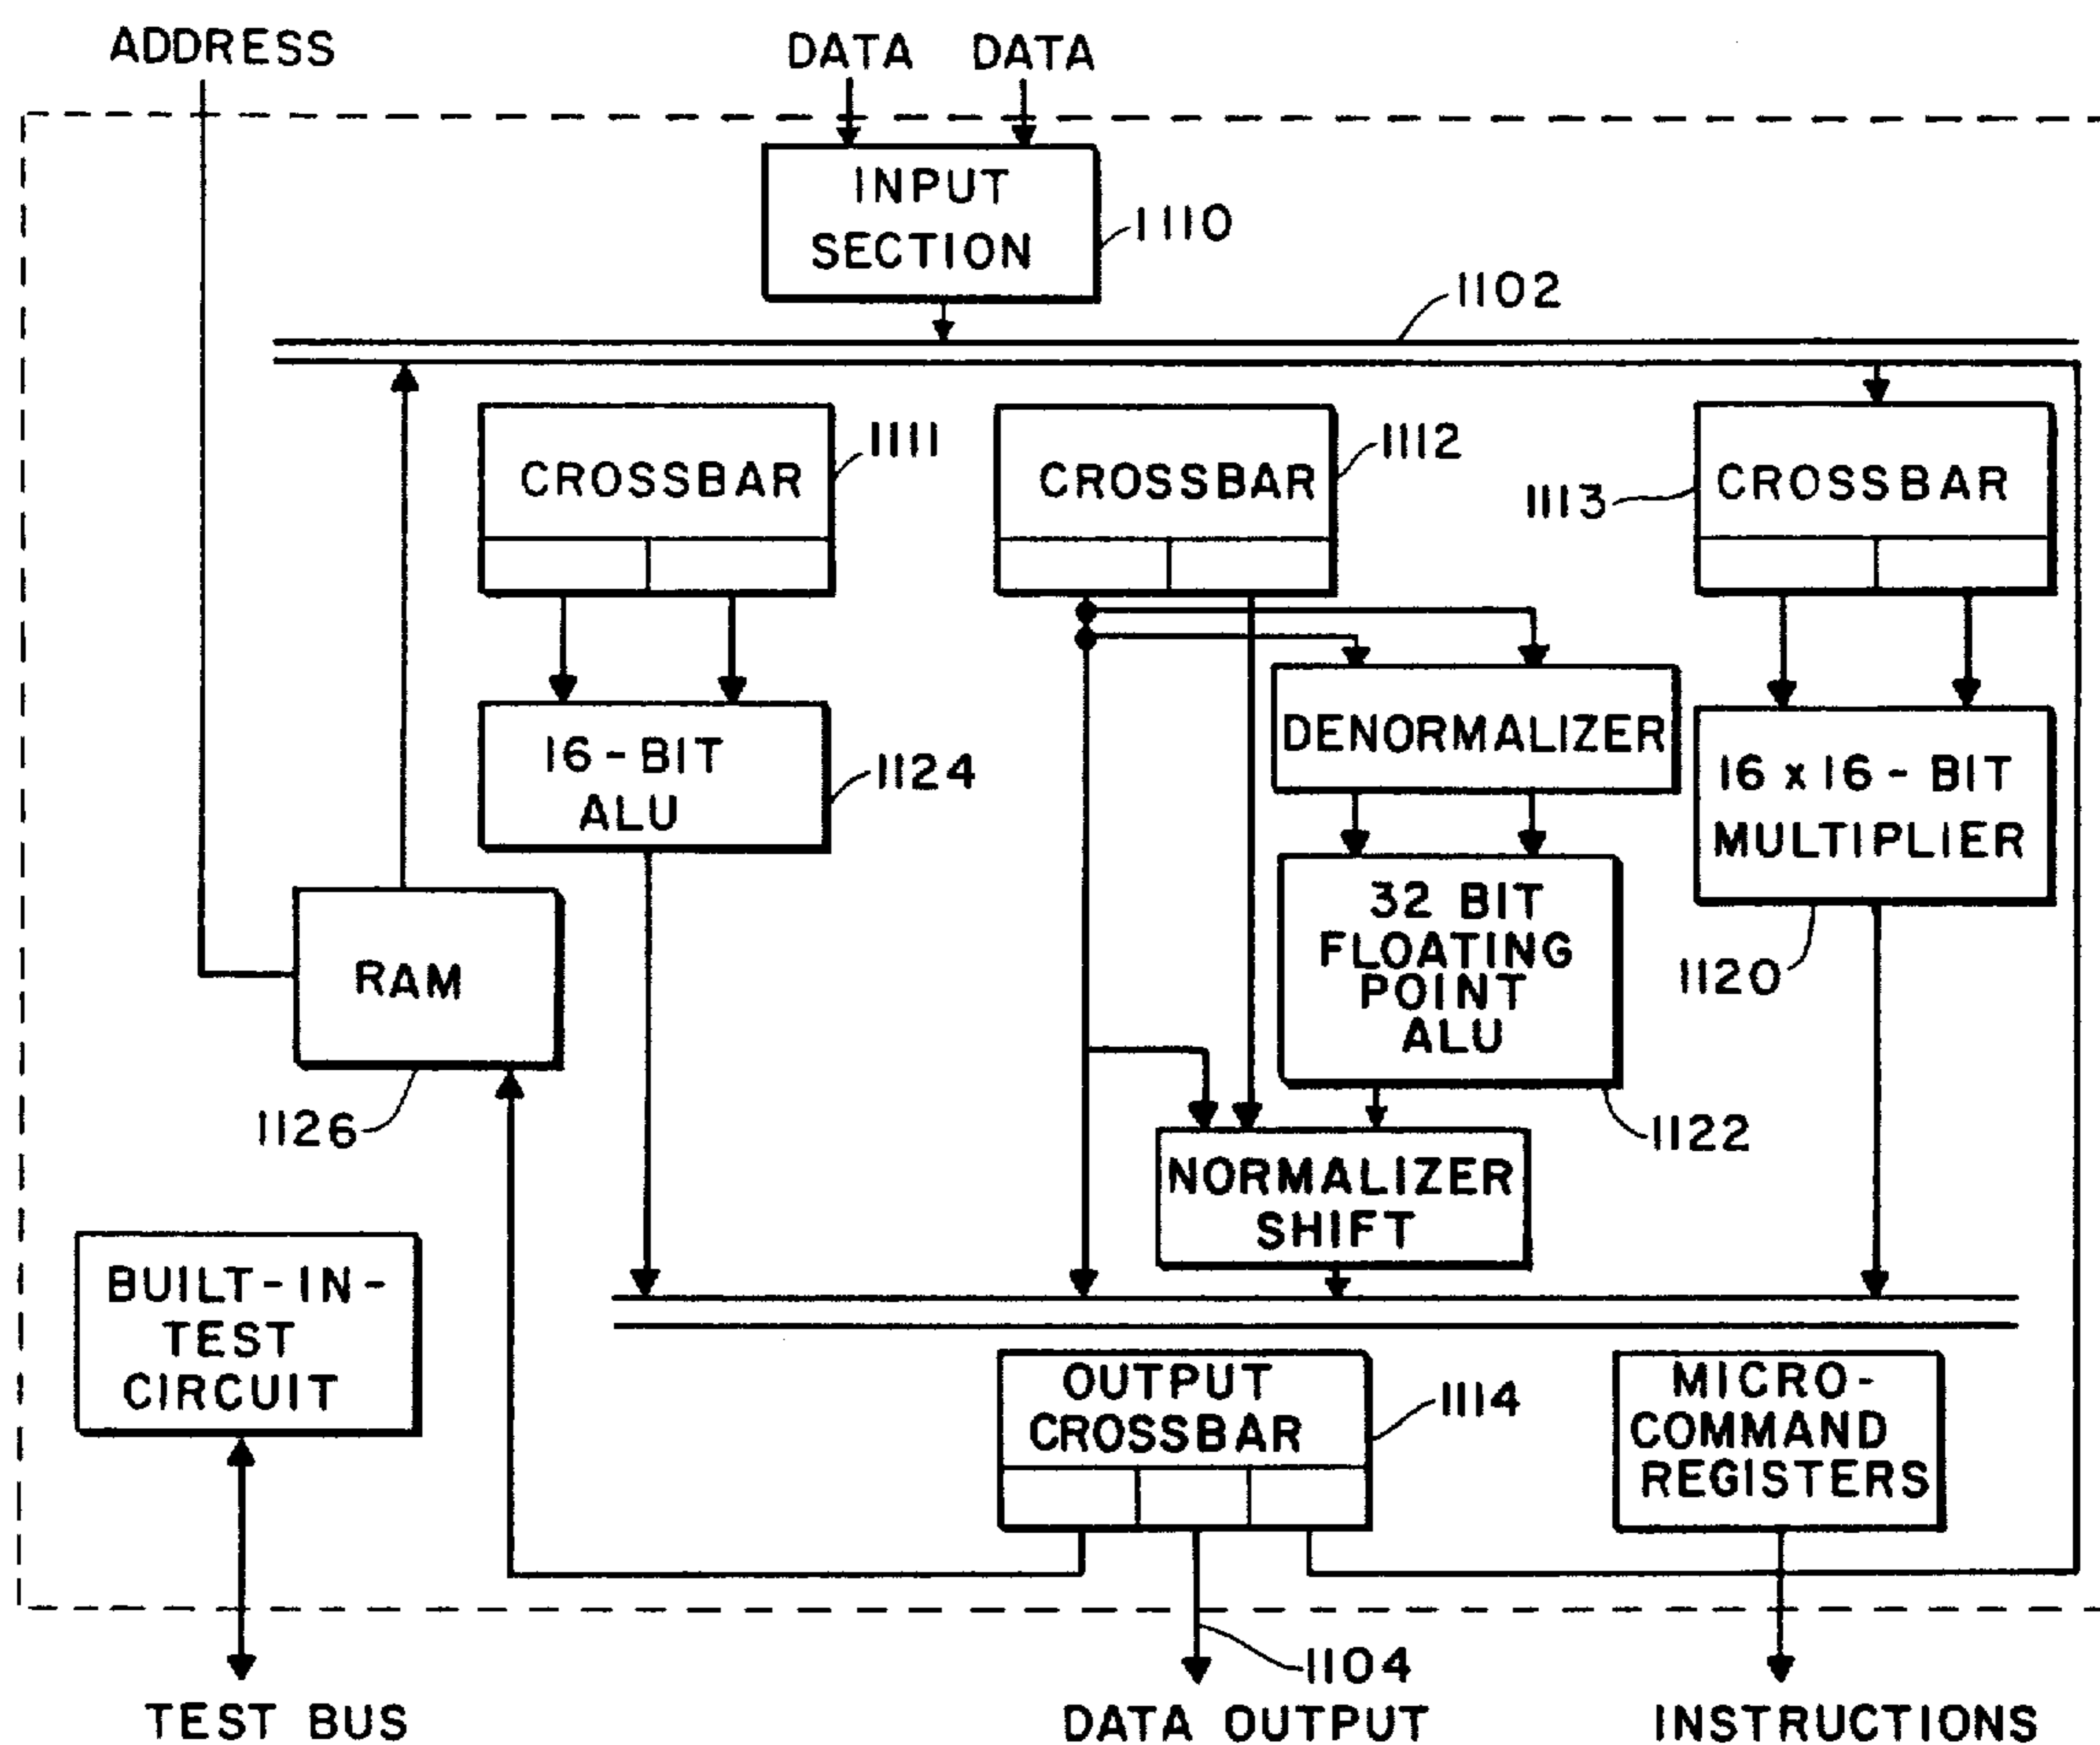 ADDRESS
DATA DATA
INPUT
SECTION
1110
1102
CROSSBAR
1111
CROSSBAR
1112
CROSSBAR
1113
16-BIT
ALU
1124
DENORMALIZER
16 x 16-BIT
MULTIPLIER
1120
32 BIT
FLOATING
POINT
ALU
1122
RAM
1126
NORMALIZER
SHIFT
BUILT-IN-
TEST
CIRCUIT
OUTPUT
CROSSBAR
1114
MICRO-
COMMAND
REGISTERS
1104
TEST BUS
DATA OUTPUT
INSTRUCTIONS